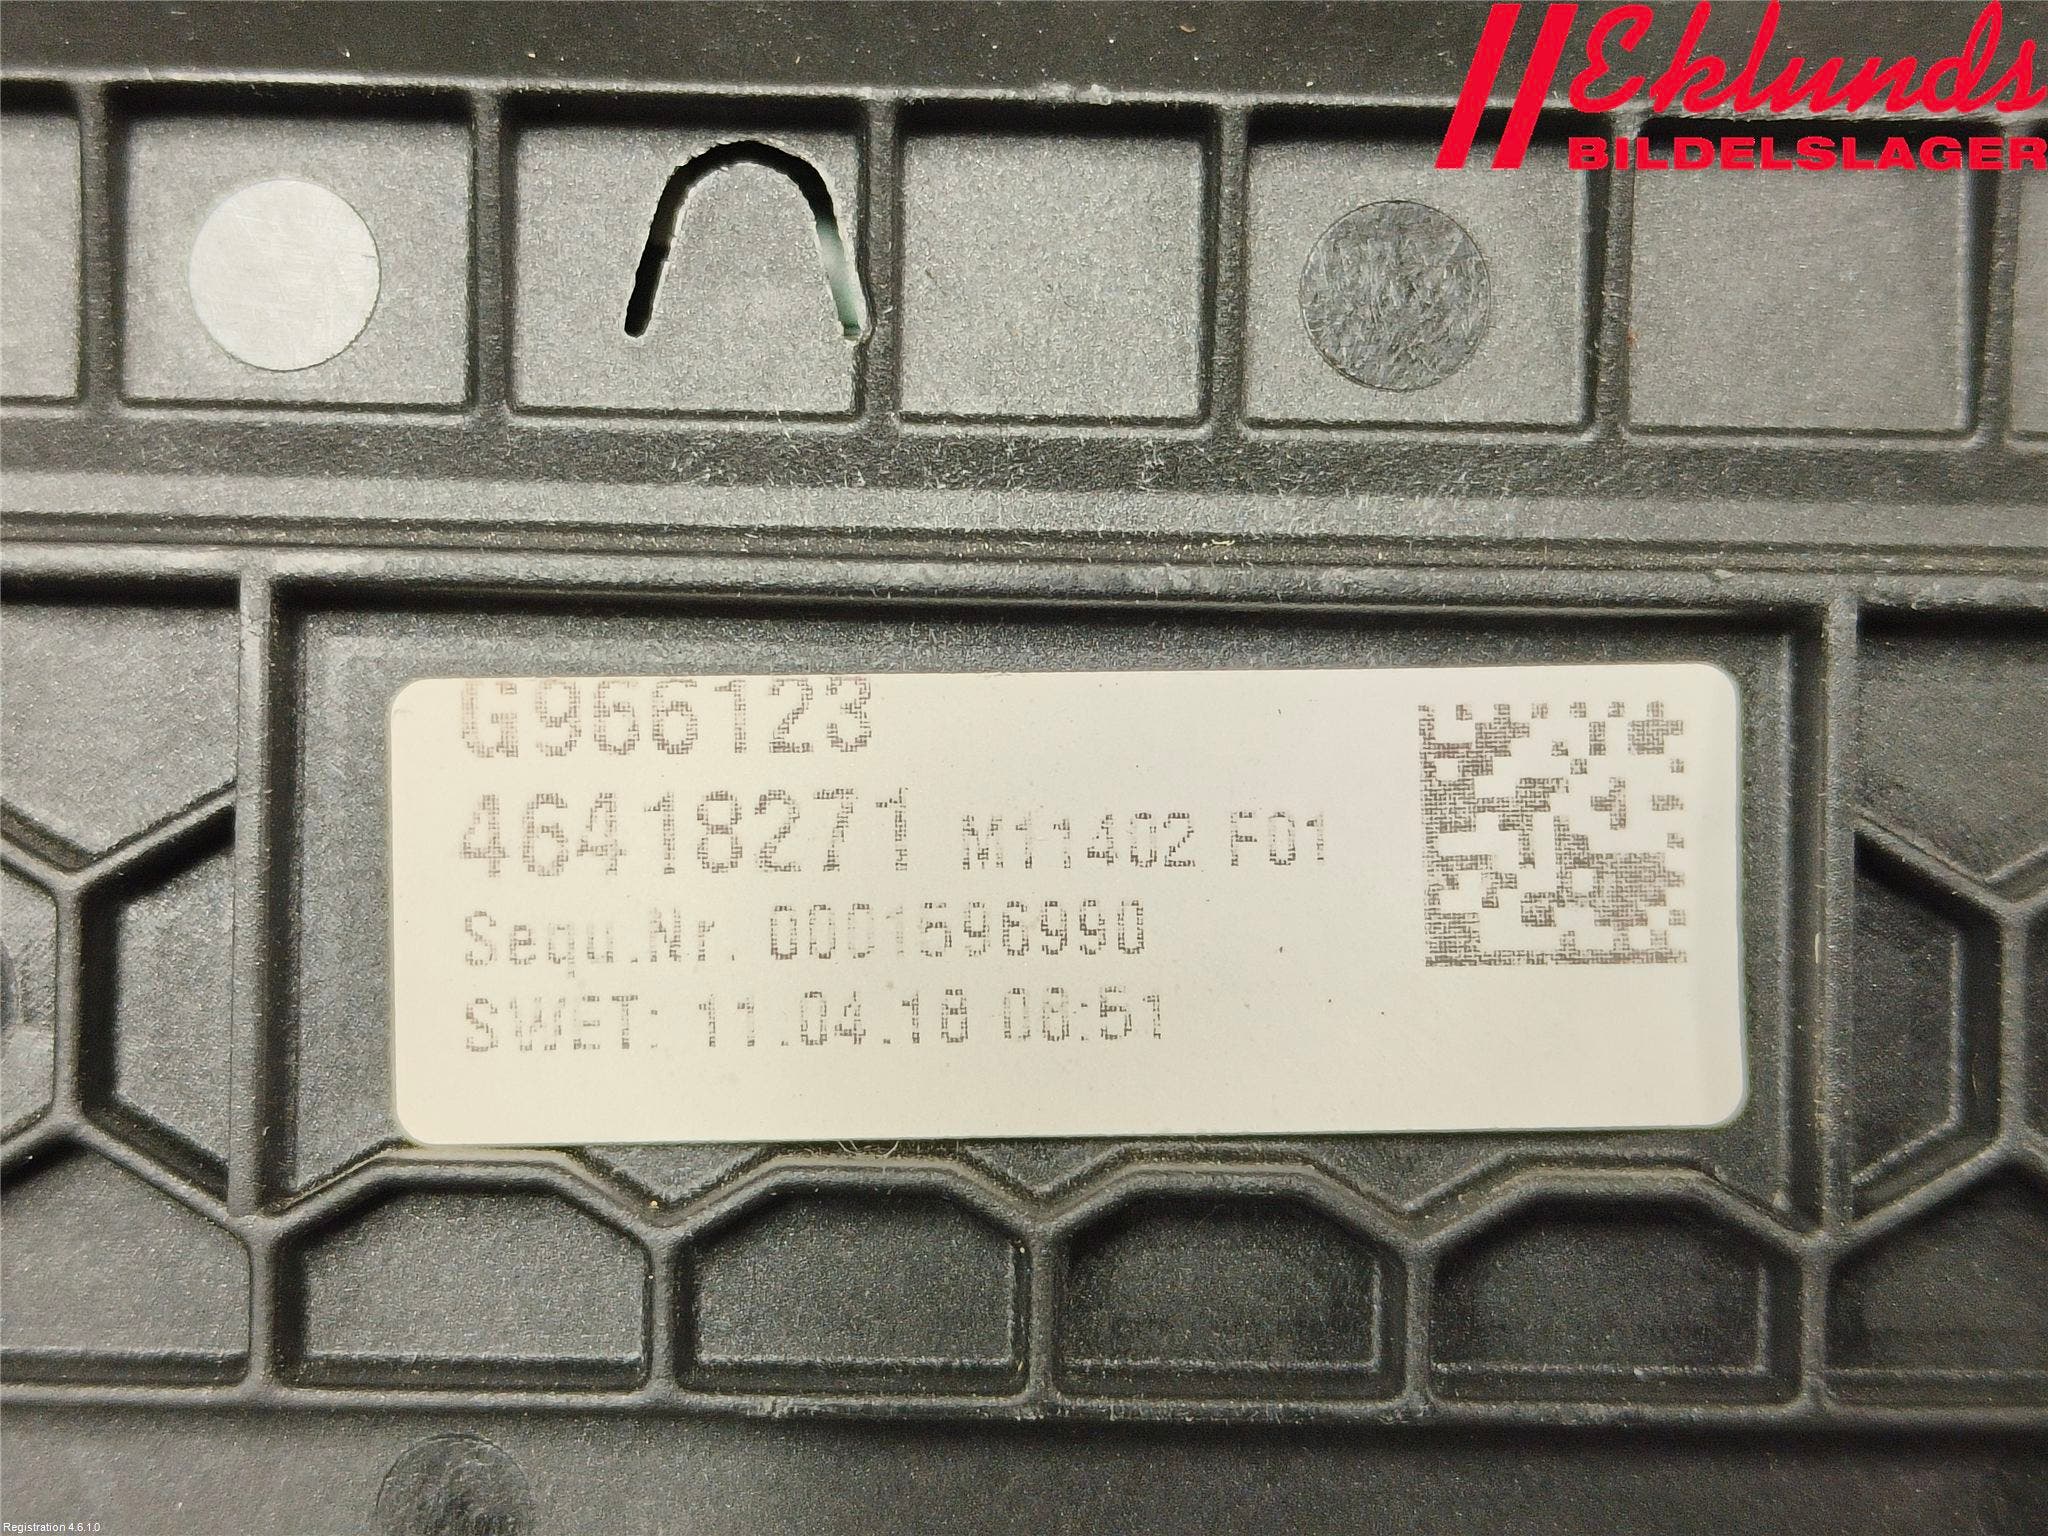 Eklunds
BILDELSLAGER
G966123
46418271 M11402 F01
Sequ.Nr. 0001596990
SWET: 11.04.18 08:51
Registration 4.6.1.0